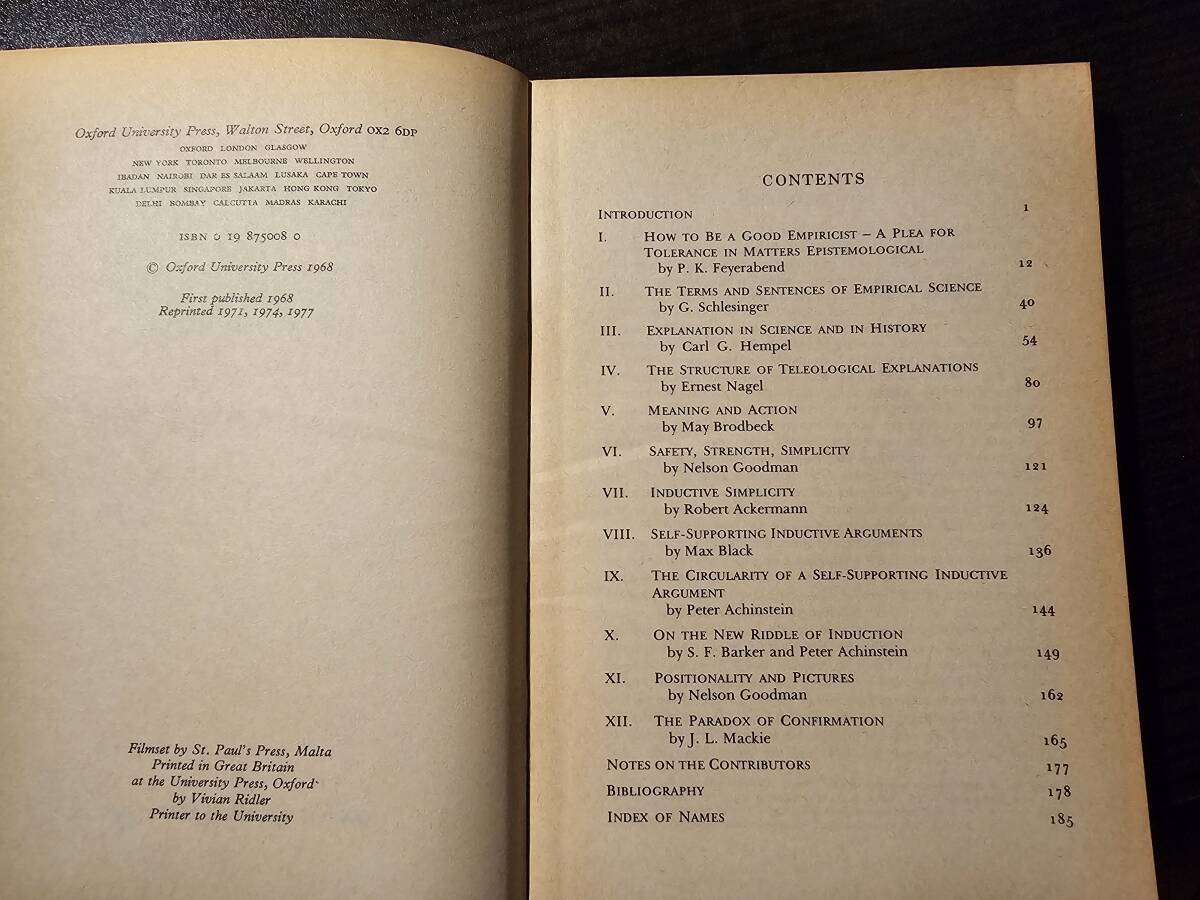 Oxford University Press, Walton Street, Oxford OX2 6DP
OXFORD LONDON GLASGOW
NEW YORK TORONTO MELBOURNE WELLINGTON
IBADAN NAIROBI DAR ES SALAAM LUSAKA CAPE TOWN
KUALA LUMPUR SINGAPORE JAKARTA HONG KONG TOKYO
DELHI BOMBAY CALCUTTA MADRAS KARACHI
ISBN 0 19 875008 0
© Oxford University Press 1968
First published 1968
Reprinted 1971, 1974, 1977
Filmset by St. Paul's Press, Malta
Printed in Great Britain
at the University Press, Oxford
by Vivian Ridler
Printer to the University
CONTENTS
INTRODUCTION 1
I. HOW TO BE A GOOD EMPIRICIST – A PLEA FOR
TOLERANCE IN MATTERS EPISTEMOLOGICAL
by P. K. Feyerabend 12
II. THE TERMS AND SENTENCES OF EMPIRICAL SCIENCE
by G. Schlesinger 40
III. EXPLANATION IN SCIENCE AND IN HISTORY
by Carl G. Hempel 54
IV. THE STRUCTURE OF TELEOLOGICAL EXPLANATIONS
by Ernest Nagel 80
V. MEANING AND ACTION
by May Brodbeck 97
VI. SAFETY, STRENGTH, SIMPLICITY
by Nelson Goodman 121
VII. INDUCTIVE SIMPLICITY
by Robert Ackermann 124
VIII. SELF-SUPPORTING INDUCTIVE ARGUMENTS
by Max Black 136
IX. THE CIRCULARITY OF A SELF-SUPPORTING INDUCTIVE
ARGUMENT
by Peter Achinstein 144
X. ON THE NEW RIDDLE OF INDUCTION
by S. F. Barker and Peter Achinstein 149
XI. POSITIONALITY AND PICTURES
by Nelson Goodman 162
XII. THE PARADOX OF CONFIRMATION
by J. L. Mackie 165
NOTES ON THE CONTRIBUTORS 177
BIBLIOGRAPHY 178
INDEX OF NAMES 185